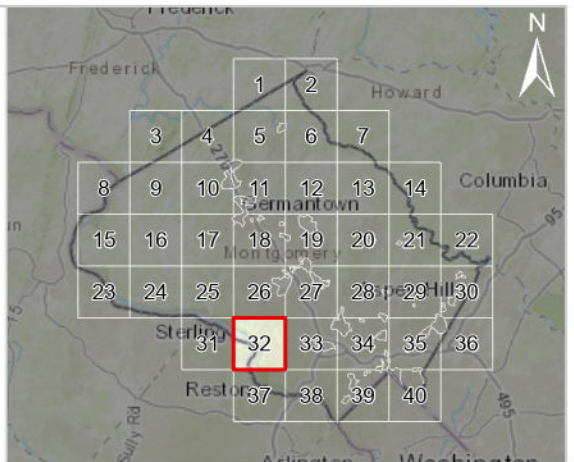 Frederick
N
Frederick
1 2
Howard
3 4 5 6 7
270
8 9 10 11 12 13 14
Columbia
Germantown
95
15 16 17 18 19 20 21 22
Montgomery
23 24 25 26 27 28 29 30
15
Sterling
31 32 33 34 35 36
Reston
37 38 39 40
495
Sully Rd
Arlington
Washington